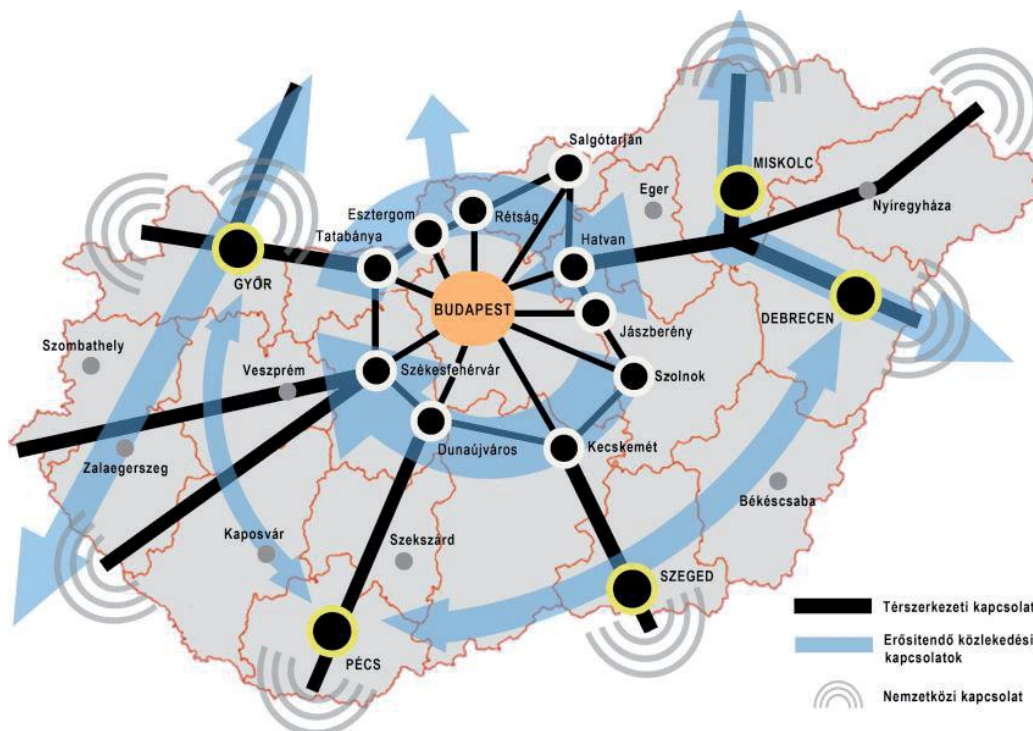 Salgótarján
MISKOLC
Eger
Nyíregyháza
Esztergom
Rétság
Tatabánya
Hatvan
GYŐR
BUDAPEST
DEBRECEN
Jászberény
Szombathely
Veszprém
Székesfehérvár
Szolnok
Dunaújváros
Kecskemét
Zalaegerszeg
Békéscsaba
Kaposvár
Szekszárd
SZEGED
PÉCS
Térszerkezeti kapcsolat
Erősítendő közlekedési
kapcsolatok
Nemzetközi kapcsolat